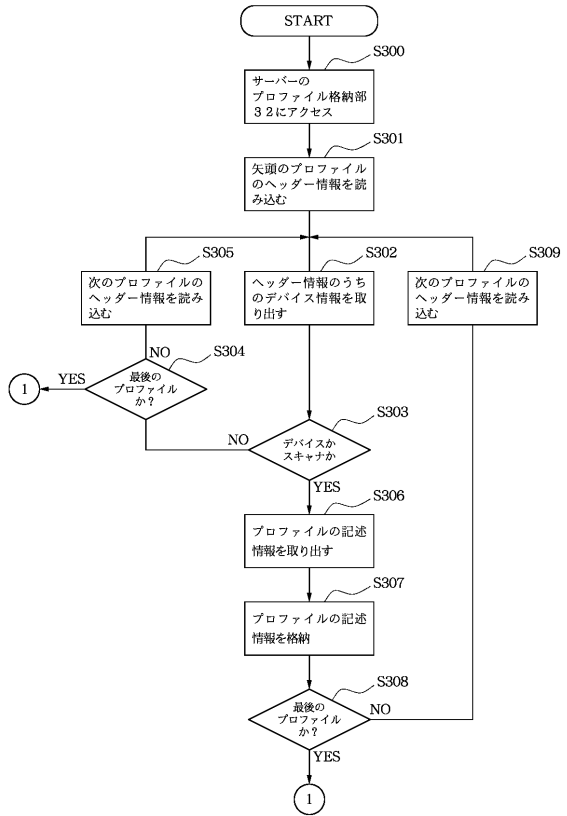 START
S300
サーバーの
プロファイル格納部
32にアクセス
S301
矢頭のプロファイル
のヘッダー情報を読
み込む
S305
次のプロファイルの
ヘッダー情報を読み
込む
S302
ヘッダー情報のうち
のデバイス情報を取
り出す
S309
次のプロファイルの
ヘッダー情報を読み
込む
NO
S304
YES
最後の
プロファイル
か?
1
S303
NO
デバイスか
スキャナか
YES
S306
プロファイルの記述
情報を取り出す
S307
プロファイルの記述
情報を格納
S308
最後の
プロファイル
か?
NO
YES
1